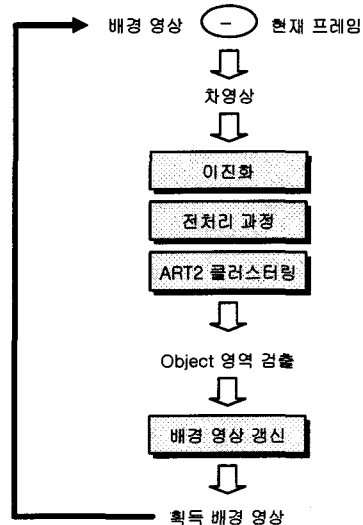 배경 영상 - 현재 프레임
차영상
이진화
전처리 과정
ART2 클러스터링
Object 영역 검출
배경 영상 갱신
획득 배경 영상